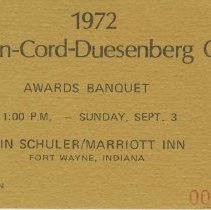 1972
n-Cord-Duesenberg C
AWARDS BANQUET
1:00 P.M. – SUNDAY, SEPT. 3
IN SCHULER/MARRIOTT INN
FORT WAYNE, INDIANA
N
00